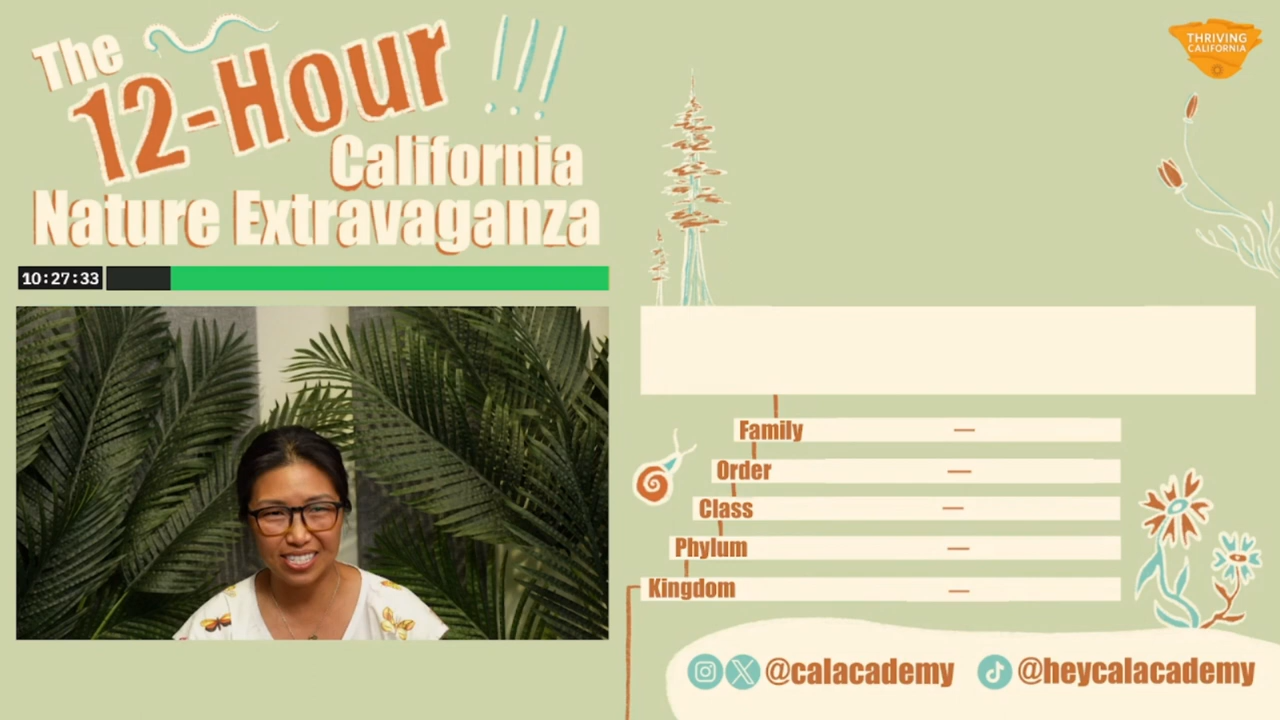 The
12-Hour
!!!
California
Nature Extravaganza
THRIVING
CALIFORNIA
10:27:33
Family —
Order —
Class —
Phylum —
Kingdom —
@calacademy @heycalacademy